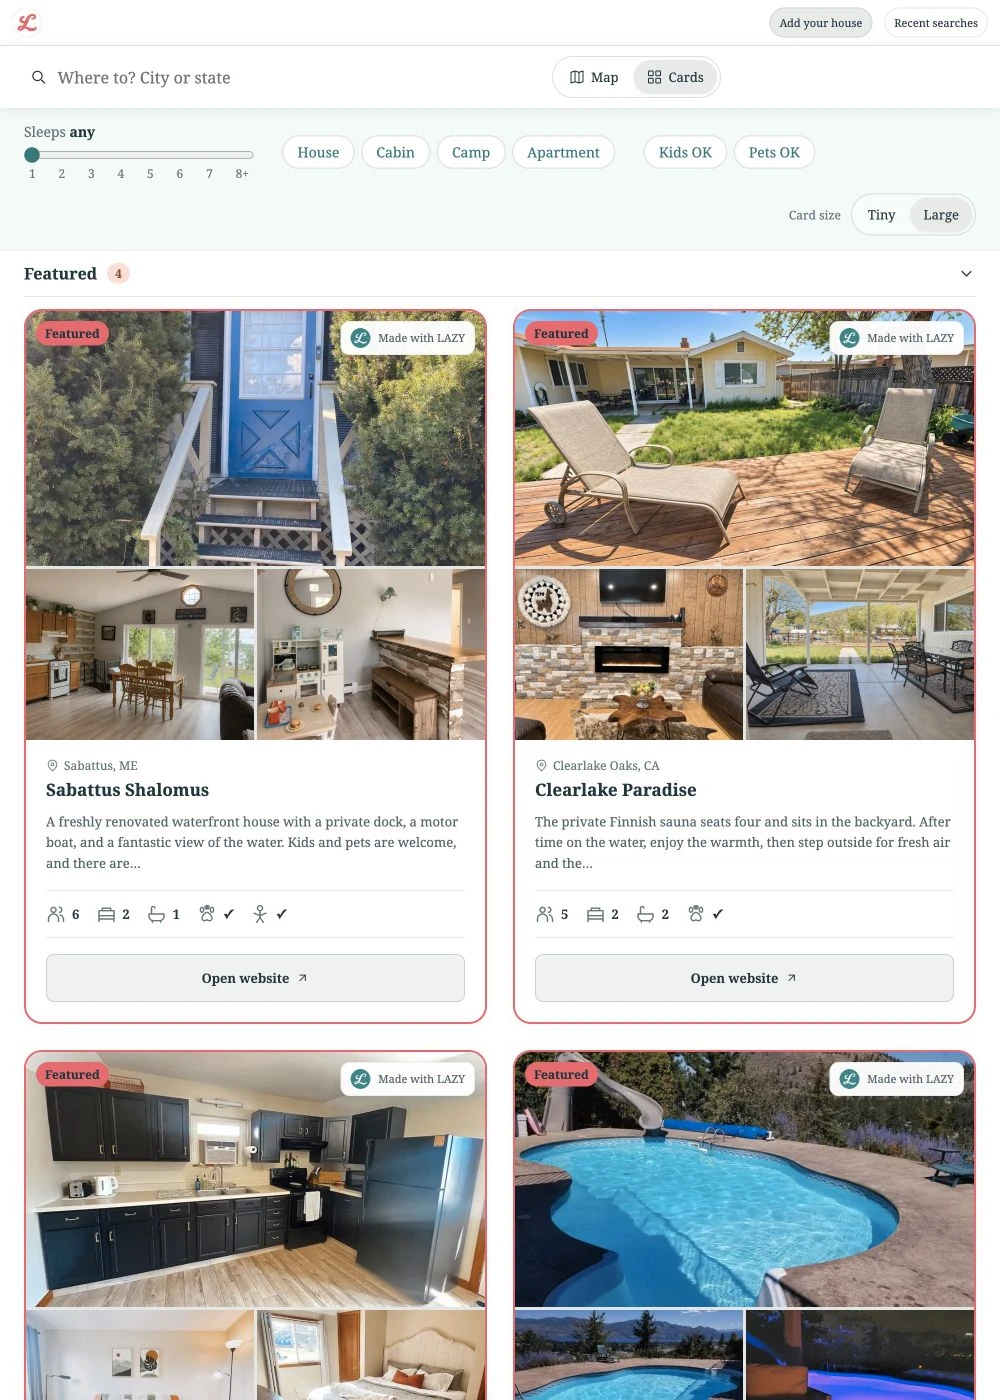 Add your house
Recent searches
Where to? City or state
Map
Cards
Sleeps any
1 2 3 4 5 6 7 8+
House
Cabin
Camp
Apartment
Kids OK
Pets OK
Card size
Tiny
Large
Featured 4
Featured
Made with LAZY
Sabattus, ME
Sabattus Shalomus
A freshly renovated waterfront house with a private dock, a motor
boat, and a fantastic view of the water. Kids and pets are welcome,
and there are...
6 2 1 ✓ ✓
Open website
Featured
Made with LAZY
Clearlake Oaks, CA
Clearlake Paradise
The private Finnish sauna seats four and sits in the backyard. After
time on the water, enjoy the warmth, then step outside for fresh air
and the...
5 2 2 ✓
Open website
Featured
Made with LAZY
Featured
Made with LAZY